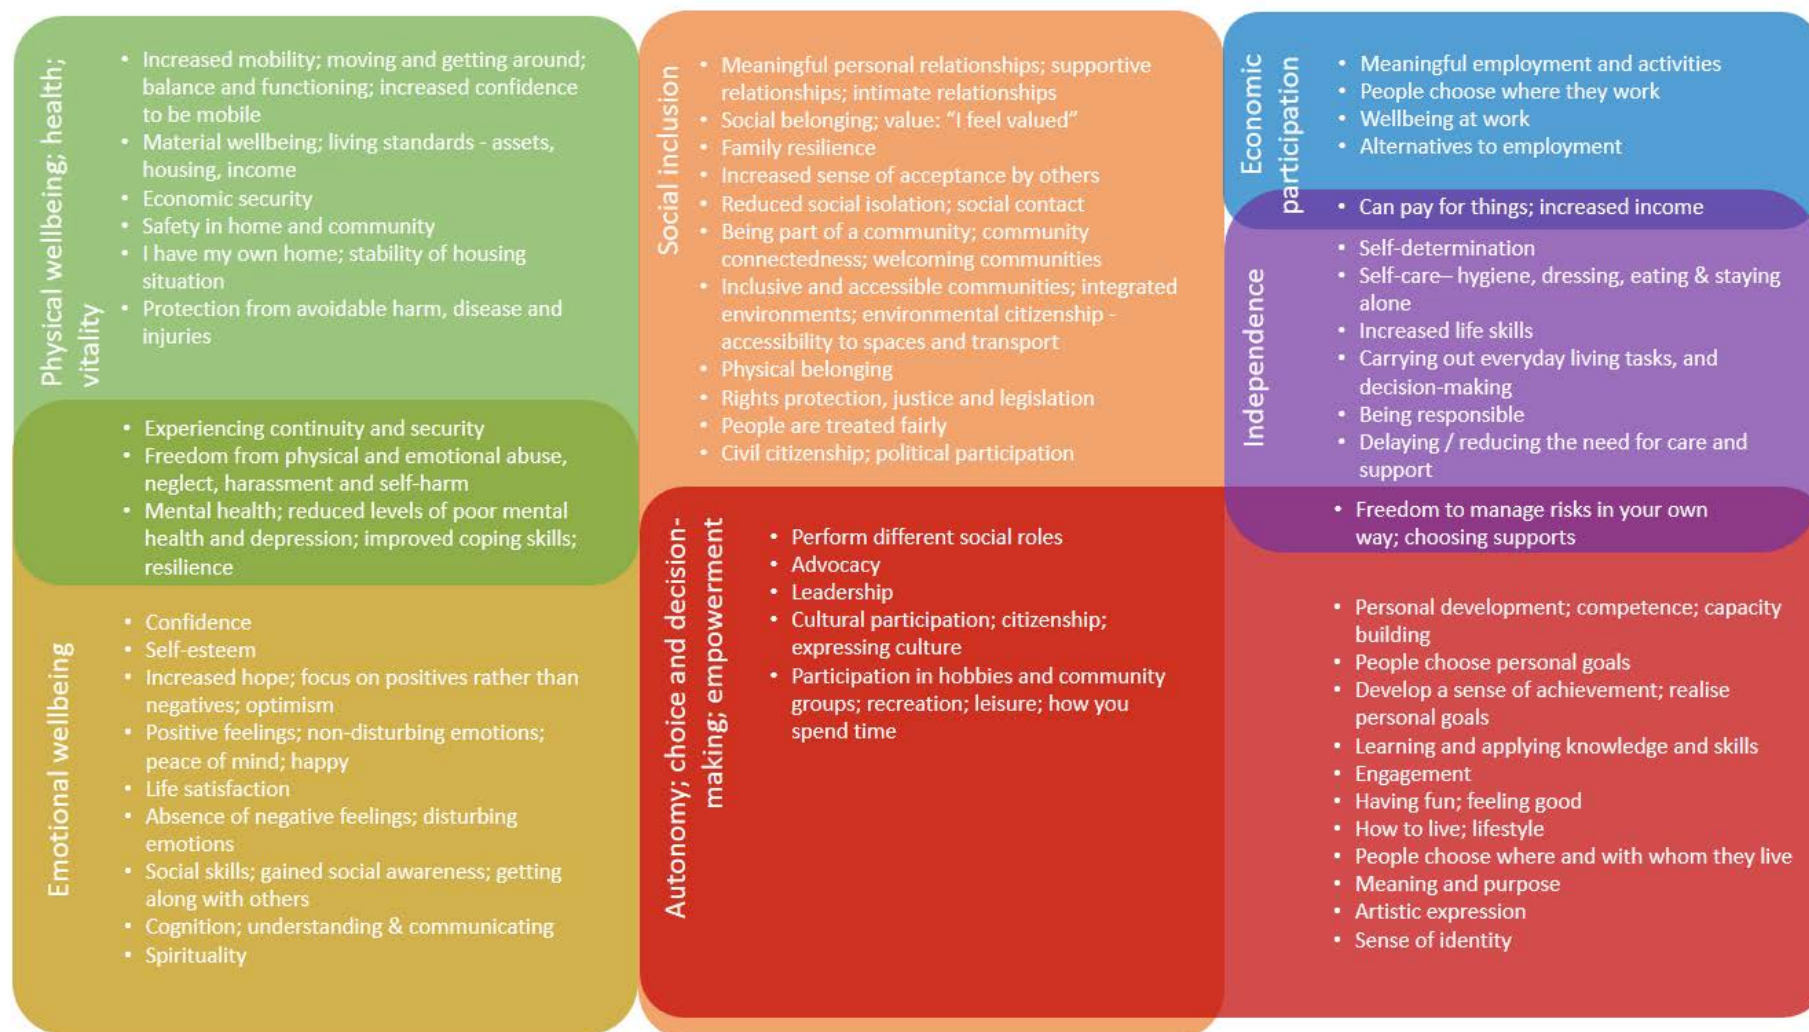 Physical wellbeing; health;
vitality
• Increased mobility; moving and getting around;
balance and functioning; increased confidence
to be mobile
• Material wellbeing; living standards - assets,
housing, income
• Economic security
• Safety in home and community
• I have my own home; stability of housing
situation
• Protection from avoidable harm, disease and
injuries
• Experiencing continuity and security
• Freedom from physical and emotional abuse,
neglect, harassment and self-harm
• Mental health; reduced levels of poor mental
health and depression; improved coping skills;
resilience
Emotional wellbeing
• Confidence
• Self-esteem
• Increased hope; focus on positives rather than
negatives; optimism
• Positive feelings; non-disturbing emotions;
peace of mind; happy
• Life satisfaction
• Absence of negative feelings; disturbing
emotions
• Social skills; gained social awareness; getting
along with others
• Cognition; understanding & communicating
• Spirituality
Social inclusion
• Meaningful personal relationships; supportive
relationships; intimate relationships
• Social belonging; value: “I feel valued”
• Family resilience
• Increased sense of acceptance by others
• Reduced social isolation; social contact
• Being part of a community; community
connectedness; welcoming communities
• Inclusive and accessible communities; integrated
environments; environmental citizenship -
accessibility to spaces and transport
• Physical belonging
• Rights protection, justice and legislation
• People are treated fairly
• Civil citizenship; political participation
Autonomy; choice and decision-
making; empowerment
• Perform different social roles
• Advocacy
• Leadership
• Cultural participation; citizenship;
expressing culture
• Participation in hobbies and community
groups; recreation; leisure; how you
spend time
Economic
participation
• Meaningful employment and activities
• People choose where they work
• Wellbeing at work
• Alternatives to employment
• Can pay for things; increased income
Independence
• Self-determination
• Self-care– hygiene, dressing, eating & staying
alone
• Increased life skills
• Carrying out everyday living tasks, and
decision-making
• Being responsible
• Delaying / reducing the need for care and
support
• Freedom to manage risks in your own
way; choosing supports
• Personal development; competence; capacity
building
• People choose personal goals
• Develop a sense of achievement; realise
personal goals
• Learning and applying knowledge and skills
• Engagement
• Having fun; feeling good
• How to live; lifestyle
• People choose where and with whom they live
• Meaning and purpose
• Artistic expression
• Sense of identity